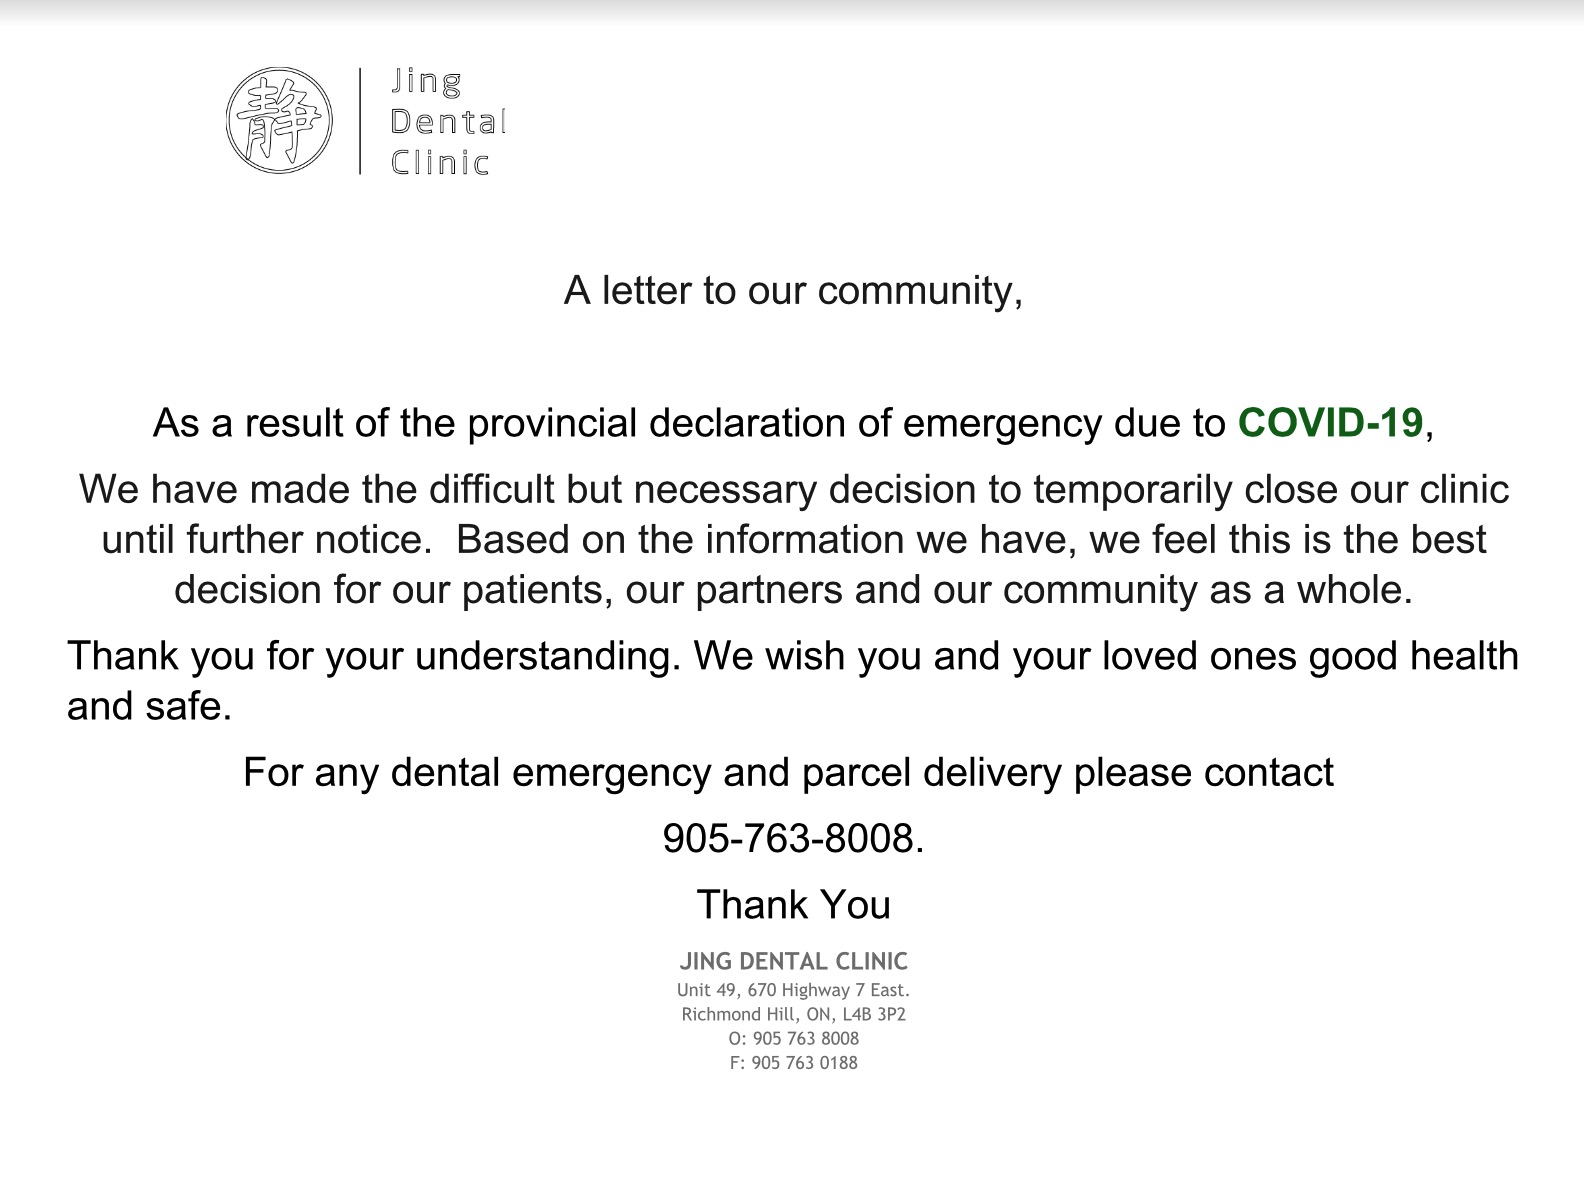 静
Jing
Dental
Clinic
A letter to our community,
As a result of the provincial declaration of emergency due to COVID-19,
We have made the difficult but necessary decision to temporarily close our clinic
until further notice.  Based on the information we have, we feel this is the best
decision for our patients, our partners and our community as a whole.
Thank you for your understanding. We wish you and your loved ones good health
and safe.
For any dental emergency and parcel delivery please contact
905-763-8008.
Thank You
JING DENTAL CLINIC
Unit 49, 670 Highway 7 East.
Richmond Hill, ON, L4B 3P2
O: 905 763 8008
F: 905 763 0188